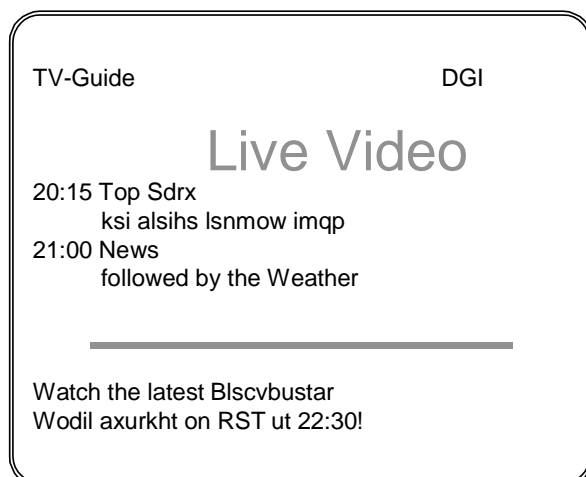 TV-Guide DGI
Live Video
20:15 Top Sdrx
ksi alsihs lsnmow imqp
21:00 News
followed by the Weather
Watch the latest Blscvbustar
Wodil axurkht on RST ut 22:30!